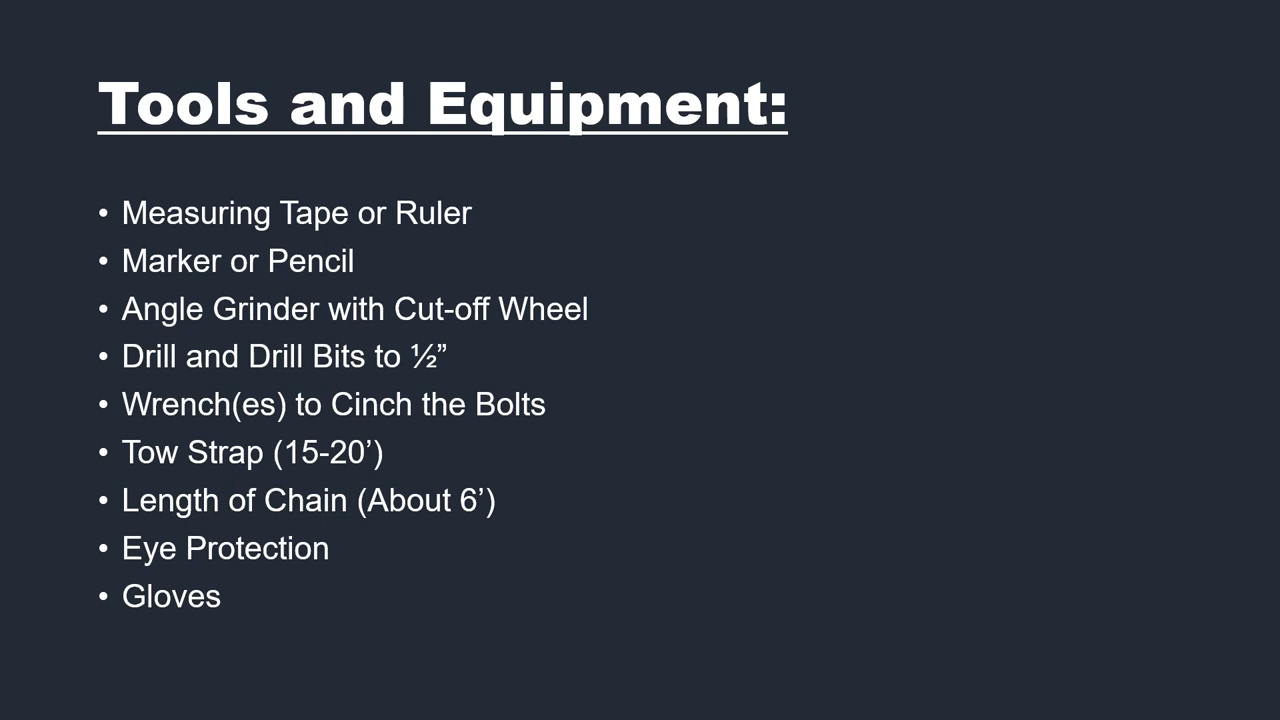 Tools and Equipment:
• Measuring Tape or Ruler
• Marker or Pencil
• Angle Grinder with Cut-off Wheel
• Drill and Drill Bits to ½”
• Wrench(es) to Cinch the Bolts
• Tow Strap (15-20’)
• Length of Chain (About 6’)
• Eye Protection
• Gloves